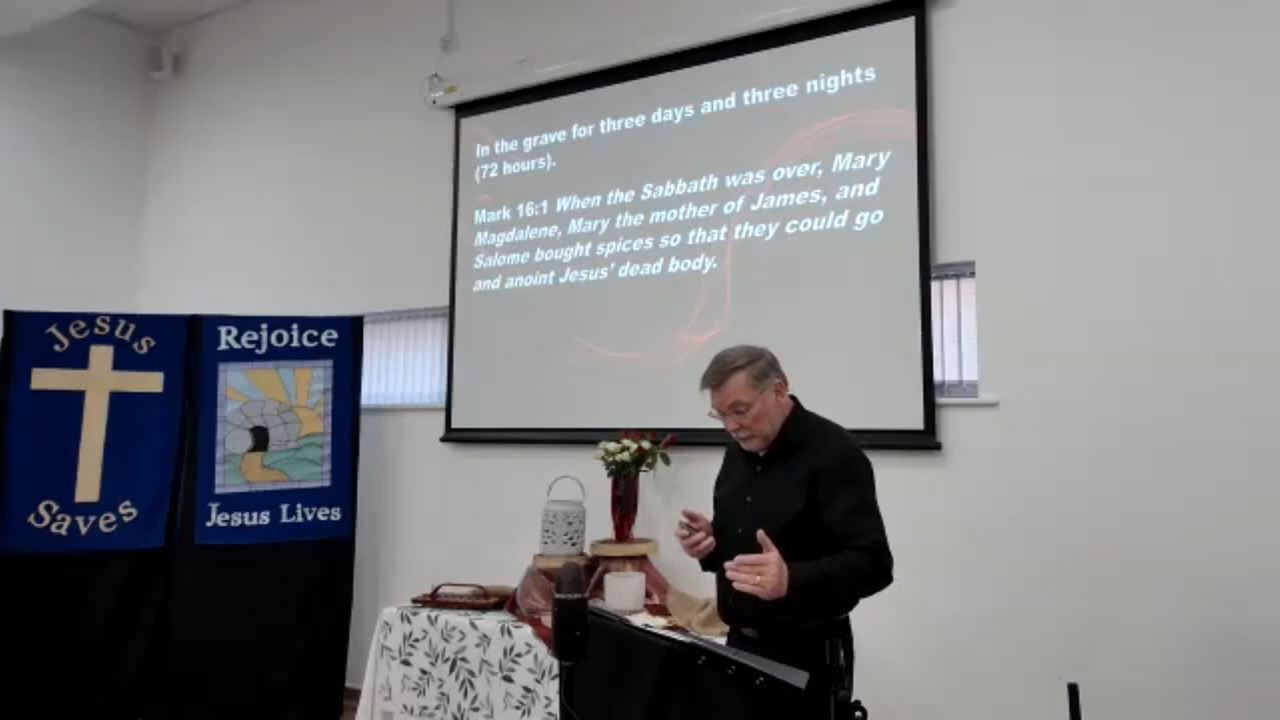 In the grave for three days and three nights
(72 hours).
Mark 16:1 When the Sabbath was over, Mary
Magdalene, Mary the mother of James, and
Salome bought spices so that they could go
and anoint Jesus' dead body.
Jesus
Saves
Rejoice
Jesus Lives